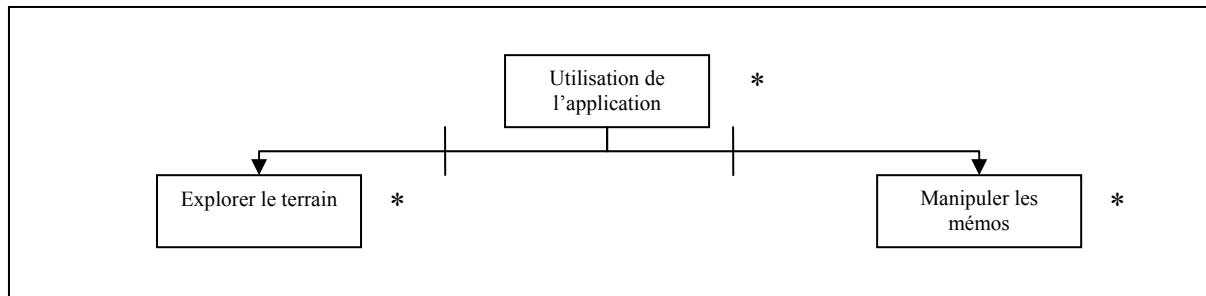 Utilisation de
l’application
*
Explorer le terrain
*
Manipuler les
mémos
*